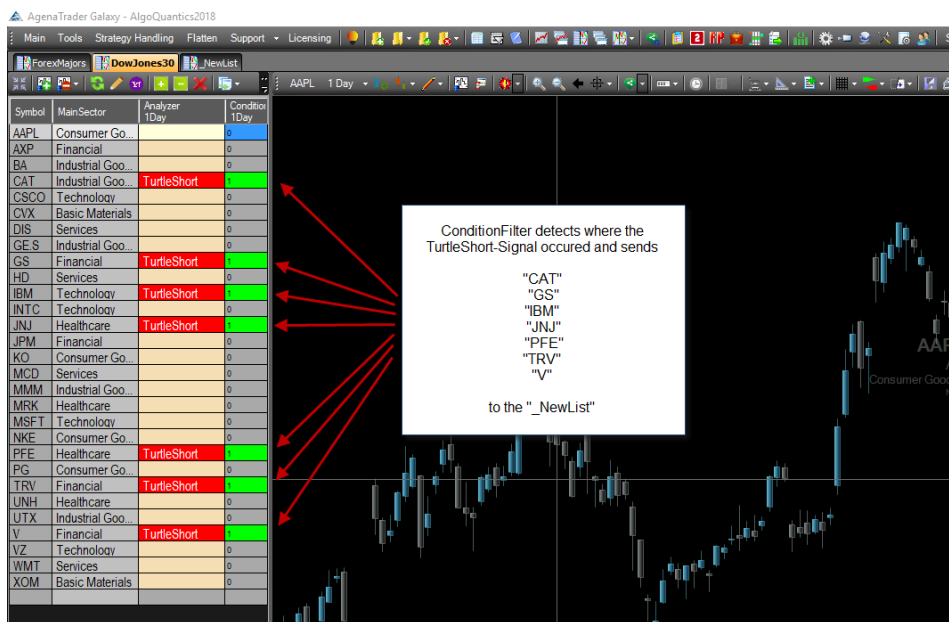 AgenaTrader Galaxy - AlgoQuantics2018
Main Tools Strategy Handling Flatten Support Licensing
ForexMajors DowJones30 _NewList
AAPL 1 Day
Symbol MainSector Analyzer 1Day Condition 1Day
AAPL Consumer Go... 0
AXP Financial 0
BA Industrial Goo... 0
CAT Industrial Goo... TurtleShort 1
CSCO Technology 0
CVX Basic Materials 0
DIS Services 0
GE.S Industrial Goo... 0
GS Financial TurtleShort 1
HD Services 0
IBM Technology TurtleShort 1
INTC Technology 0
JNJ Healthcare TurtleShort 1
JPM Financial 0
KO Consumer Go... 0
MCD Services 0
MMM Industrial Goo... 0
MRK Healthcare 0
MSFT Technology 0
NKE Consumer Go... 0
PFE Healthcare TurtleShort 1
PG Consumer Go... 0
TRV Financial TurtleShort 1
UNH Healthcare 0
UTX Industrial Goo... 0
V Financial TurtleShort 1
VZ Technology 0
WMT Services 0
XOM Basic Materials 0
ConditionFilter detects where the
TurtleShort-Signal occured and sends
"CAT"
"GS"
"IBM"
"JNJ"
"PFE"
"TRV"
"V"
to the "_NewList"